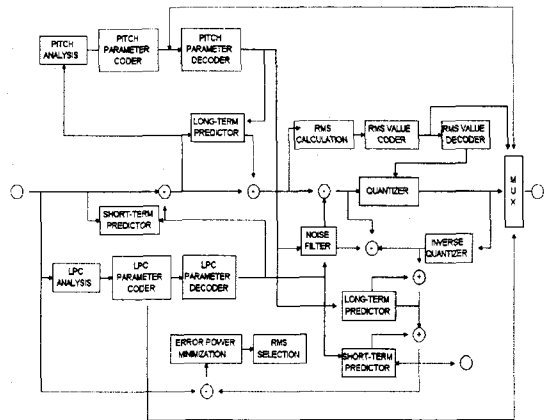 PITCH
ANALYSIS
PITCH
PARAMETER
CODER
PITCH
PARAMETER
DECODER
LONG-TERM
PREDICTOR
RMS
CALCULATION
RMS VALUE
CODER
RMS VALUE
DECODER
QUANTIZER
MUX
SHORT-TERM
PREDICTOR
NOISE
FILTER
INVERSE
QUANTIZER
LPC
ANALYSIS
LPC
PARAMETER
CODER
LPC
PARAMETER
DECODER
LONG-TERM
PREDICTOR
ERROR POWER
MINIMIZATION
RMS
SELECTION
SHORT-TERM
PREDICTOR